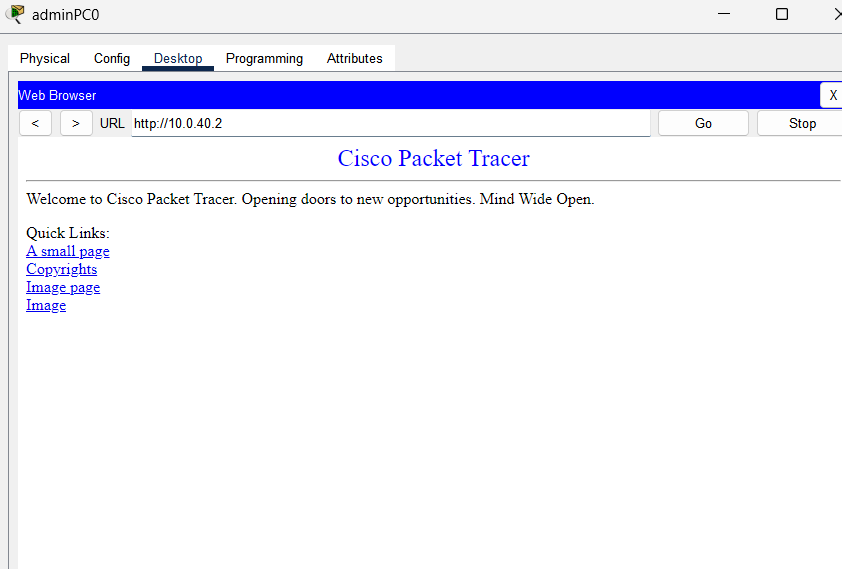 adminPC0
Physical Config Desktop Programming Attributes
Web Browser X
< > URL http://10.0.40.2 Go Stop
Cisco Packet Tracer
Welcome to Cisco Packet Tracer. Opening doors to new opportunities. Mind Wide Open.
Quick Links:
A small page
Copyrights
Image page
Image